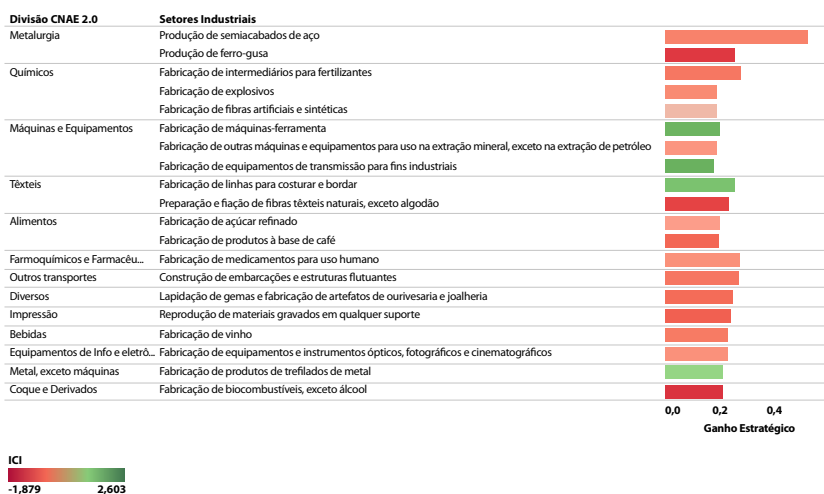 Divisão CNAE 2.0 Setores Industriais
Metalurgia Produção de semiacabados de aço
Produção de ferro-gusa
Químicos Fabricação de intermediários para fertilizantes
Fabricação de explosivos
Fabricação de fibras artificiais e sintéticas
Máquinas e Equipamentos Fabricação de máquinas-ferramenta
Fabricação de outras máquinas e equipamentos para uso na extração mineral, exceto na extração de petróleo
Fabricação de equipamentos de transmissão para fins industriais
Têxteis Fabricação de linhas para costurar e bordar
Preparação e fiação de fibras têxteis naturais, exceto algodão
Alimentos Fabricação de açúcar refinado
Fabricação de produtos à base de café
Farmoquímicos e Farmacêu... Fabricação de medicamentos para uso humano
Outros transportes Construção de embarcações e estruturas flutuantes
Diversos Lapidação de gemas e fabricação de artefatos de ourivesaria e joalheria
Impressão Reprodução de materiais gravados em qualquer suporte
Bebidas Fabricação de vinho
Equipamentos de Info e eletrô... Fabricação de equipamentos e instrumentos ópticos, fotográficos e cinematográficos
Metal, exceto máquinas Fabricação de produtos de trefilados de metal
Coque e Derivados Fabricação de biocombustíveis, exceto álcool
0,0 0,2 0,4
Ganho Estratégico
ICI
-1,879 2,603